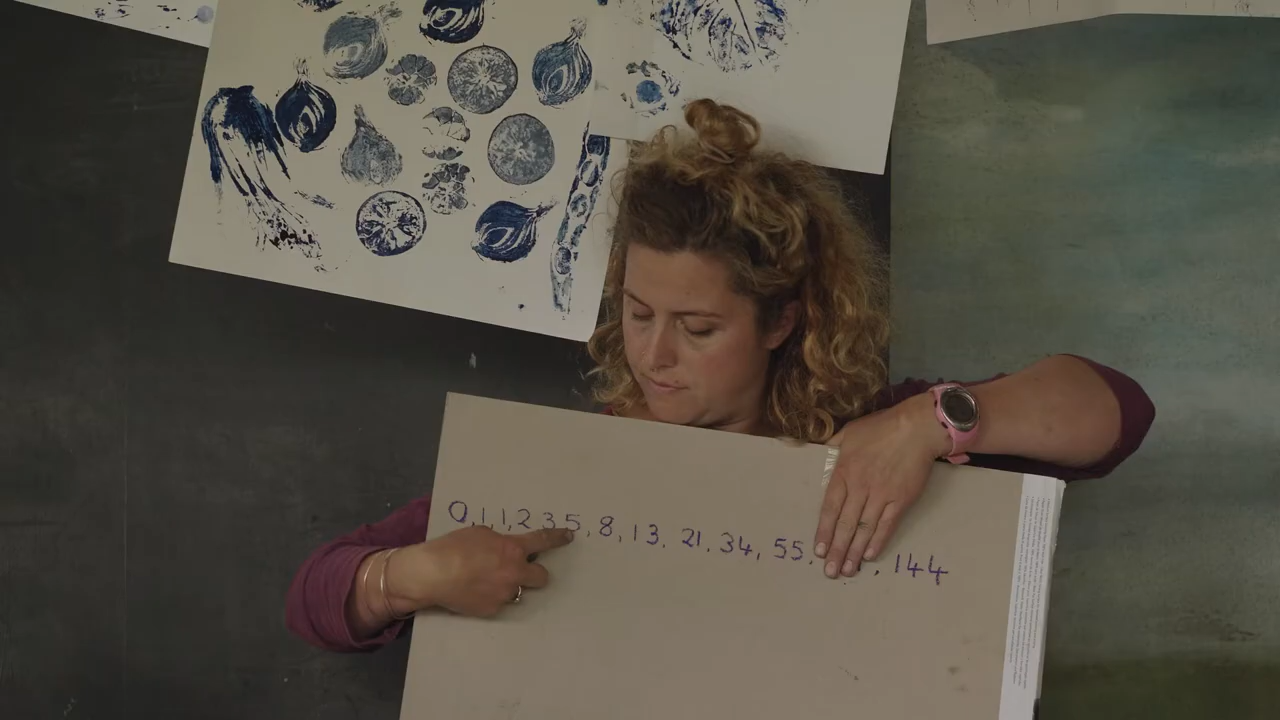 0, 1, 1, 2 3 5, 8, 13, 21, 34, 55, , 144